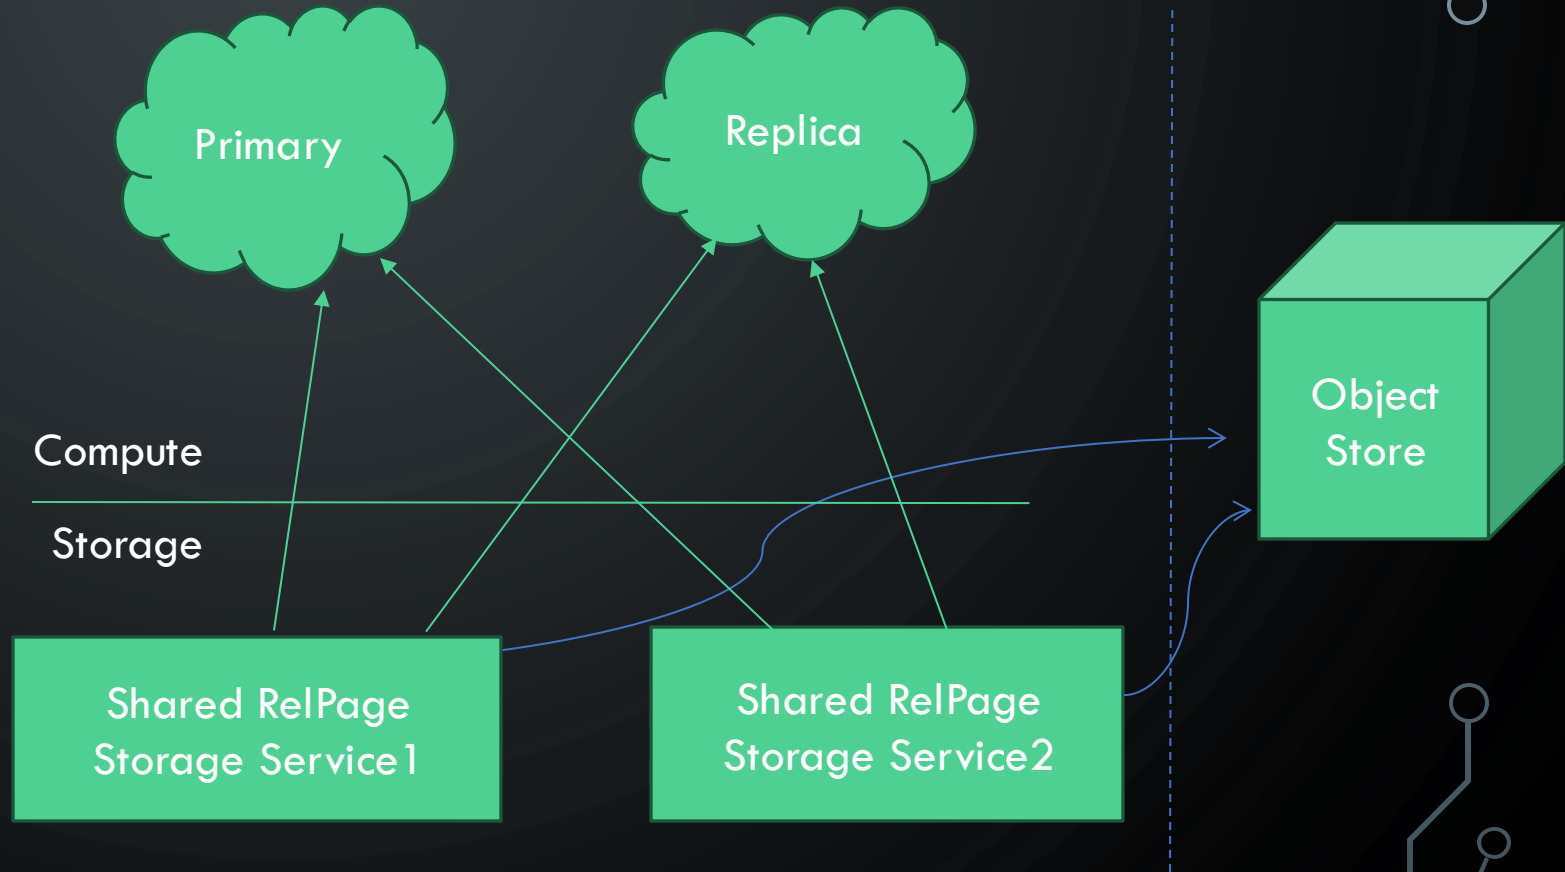 Primary
Replica
Object
Store
Compute
Storage
Shared RelPage
Storage Service1
Shared RelPage
Storage Service2